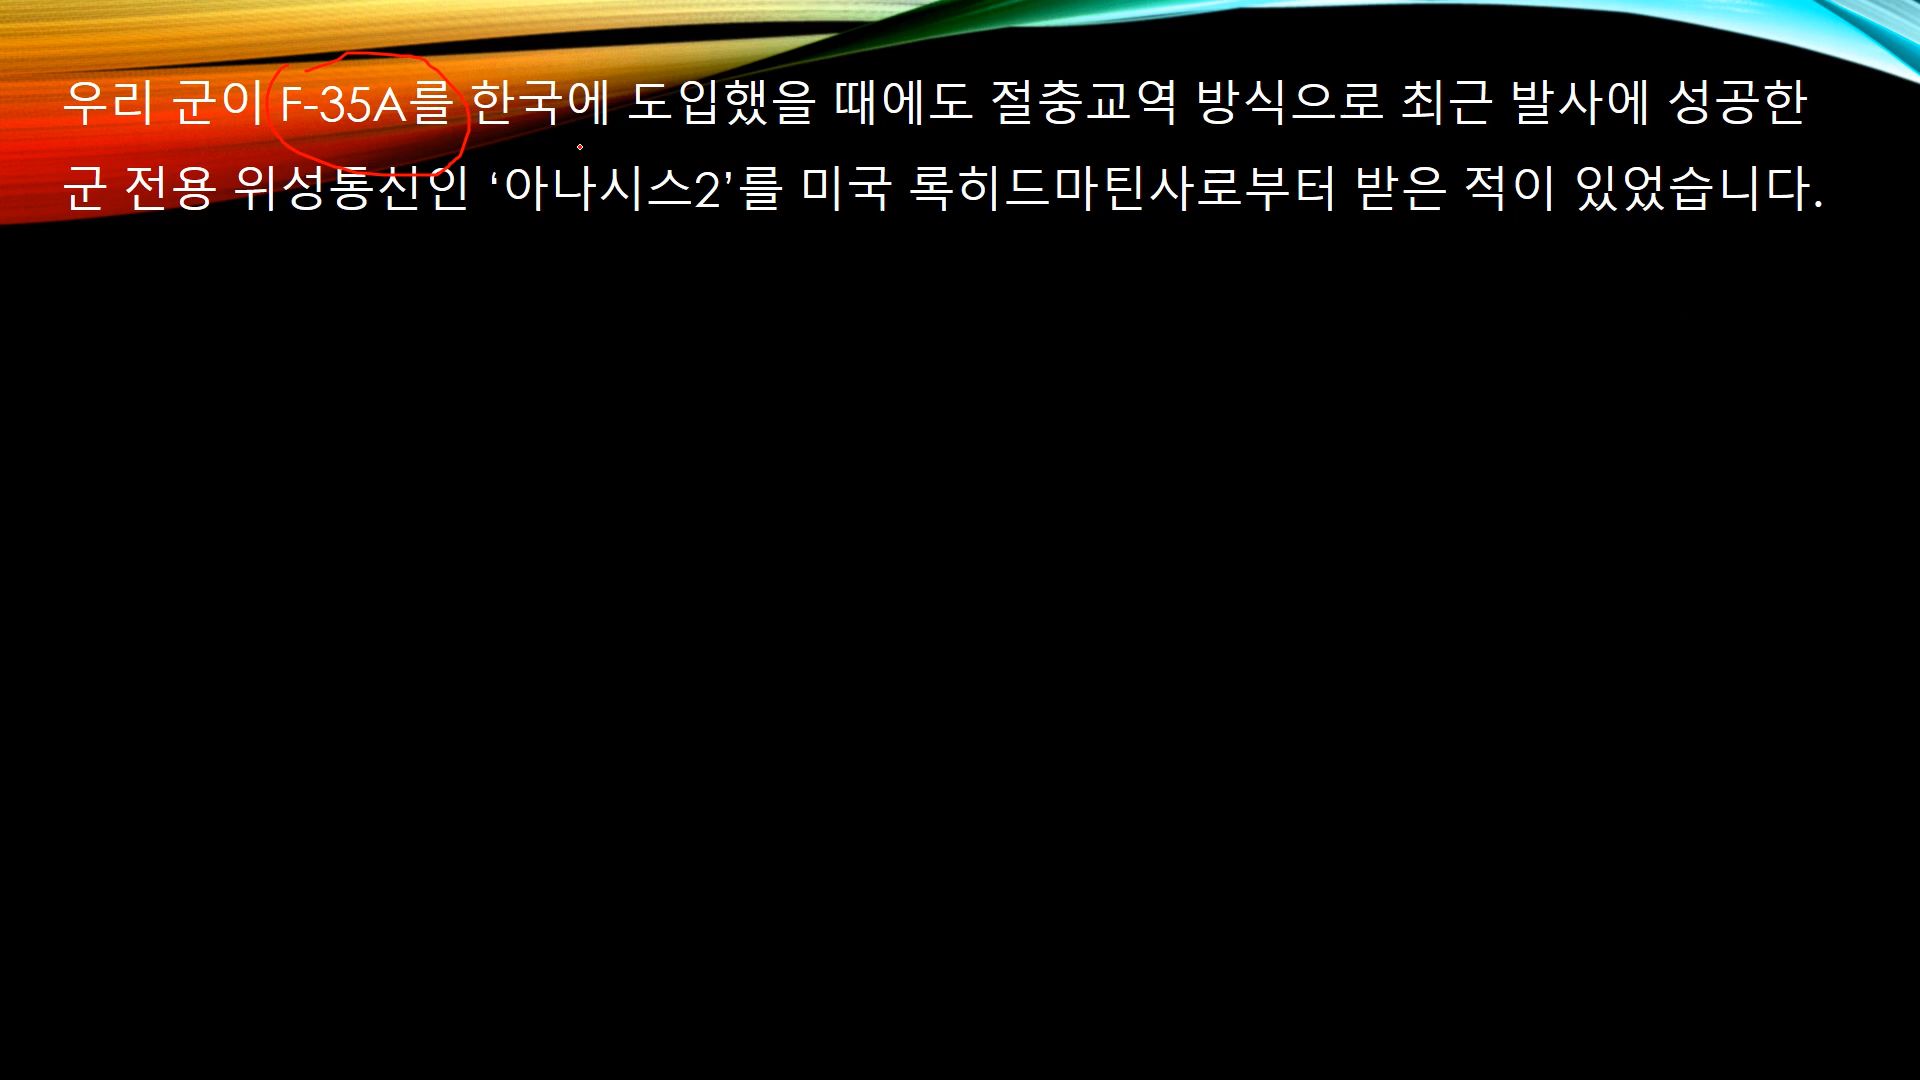 우리 군이 F-35A를 한국에 도입했을 때에도 절충교역 방식으로 최근 발사에 성공한
군 전용 위성통신인 ‘아나시스2’를 미국 록히드마틴사로부터 받은 적이 있었습니다.